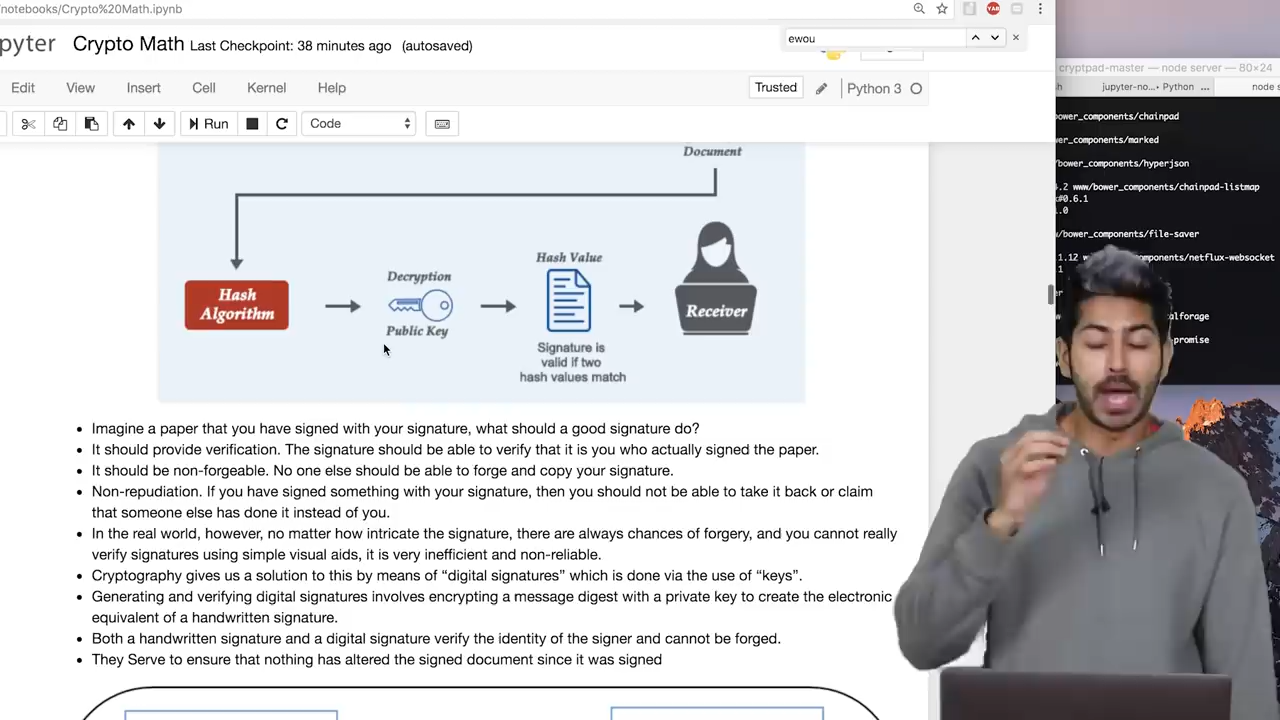 /notebooks/Crypto%20Math.ipynb
YAR
ewou
pyter Crypto Math Last Checkpoint: 38 minutes ago (autosaved)
cryptpad-master — node server — 80×24
jupyter-no... • Python ...
node s
Edit View Insert Cell Kernel Help
Trusted
Python 3
Run
Code
bower_components/chainpad
bower_components/marked
/bower_components/hyperjson
.2 www/bower_components/chainpad-listmap
#0.6.1
.0
/bower_components/file-saver
1.12
/bower_components/netflux-websocket
alforage
-promise
Document
Hash Algorithm
Decryption
Public Key
Hash Value
Signature is
valid if two
hash values match
Receiver
• Imagine a paper that you have signed with your signature, what should a good signature do?
• It should provide verification. The signature should be able to verify that it is you who actually signed the paper.
• It should be non-forgeable. No one else should be able to forge and copy your signature.
• Non-repudiation. If you have signed something with your signature, then you should not be able to take it back or claim
that someone else has done it instead of you.
• In the real world, however, no matter how intricate the signature, there are always chances of forgery, and you cannot really
verify signatures using simple visual aids, it is very inefficient and non-reliable.
• Cryptography gives us a solution to this by means of “digital signatures” which is done via the use of “keys”.
• Generating and verifying digital signatures involves encrypting a message digest with a private key to create the electronic
equivalent of a handwritten signature.
• Both a handwritten signature and a digital signature verify the identity of the signer and cannot be forged.
• They Serve to ensure that nothing has altered the signed document since it was signed